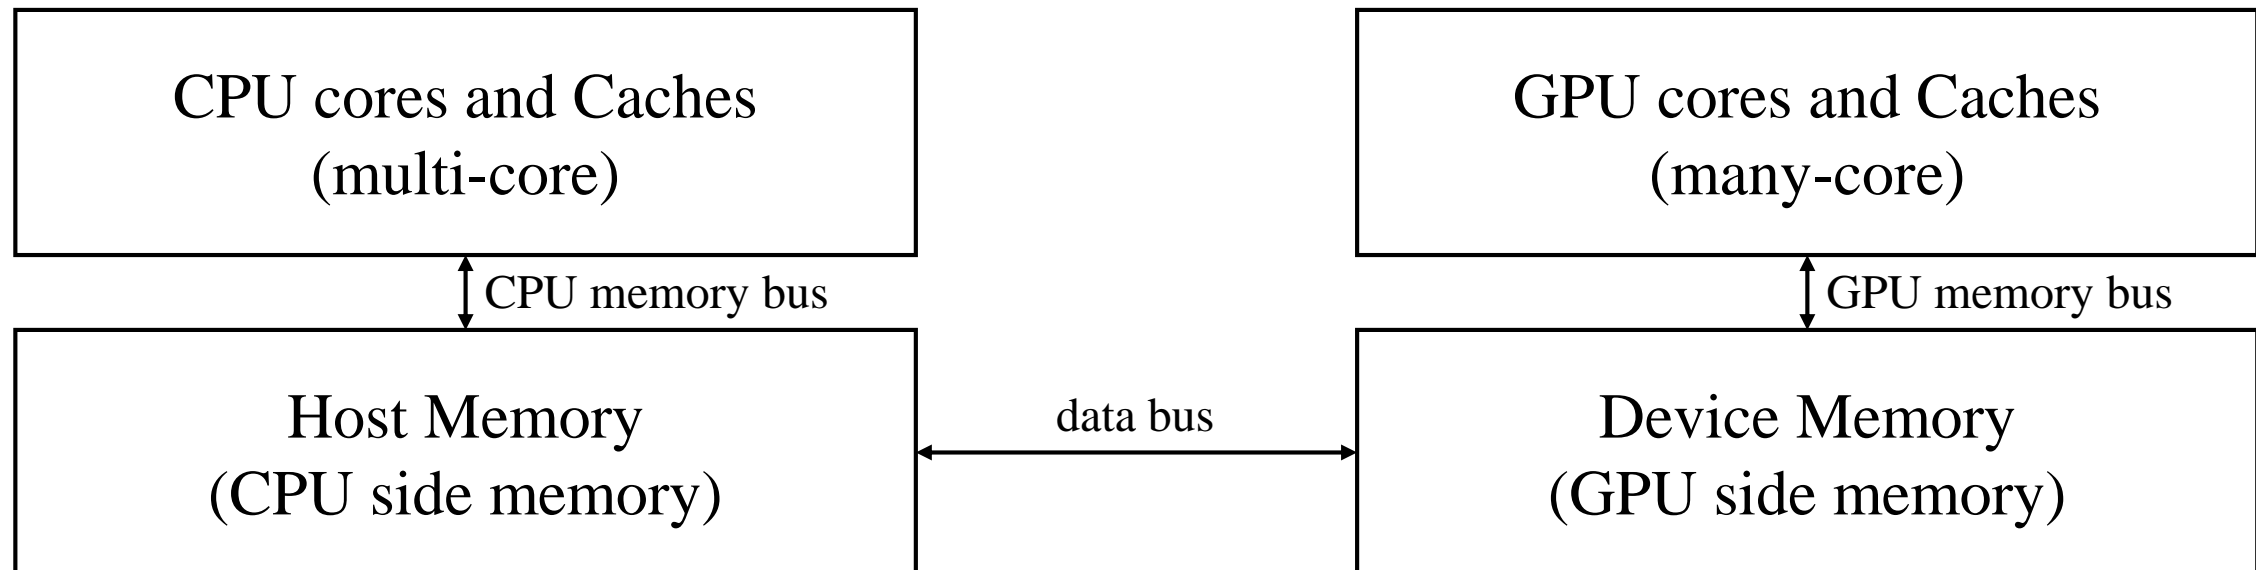 CPU cores and Caches
(multi-core)
GPU cores and Caches
(many-core)
CPU memory bus
GPU memory bus
Host Memory
(CPU side memory)
data bus
Device Memory
(GPU side memory)